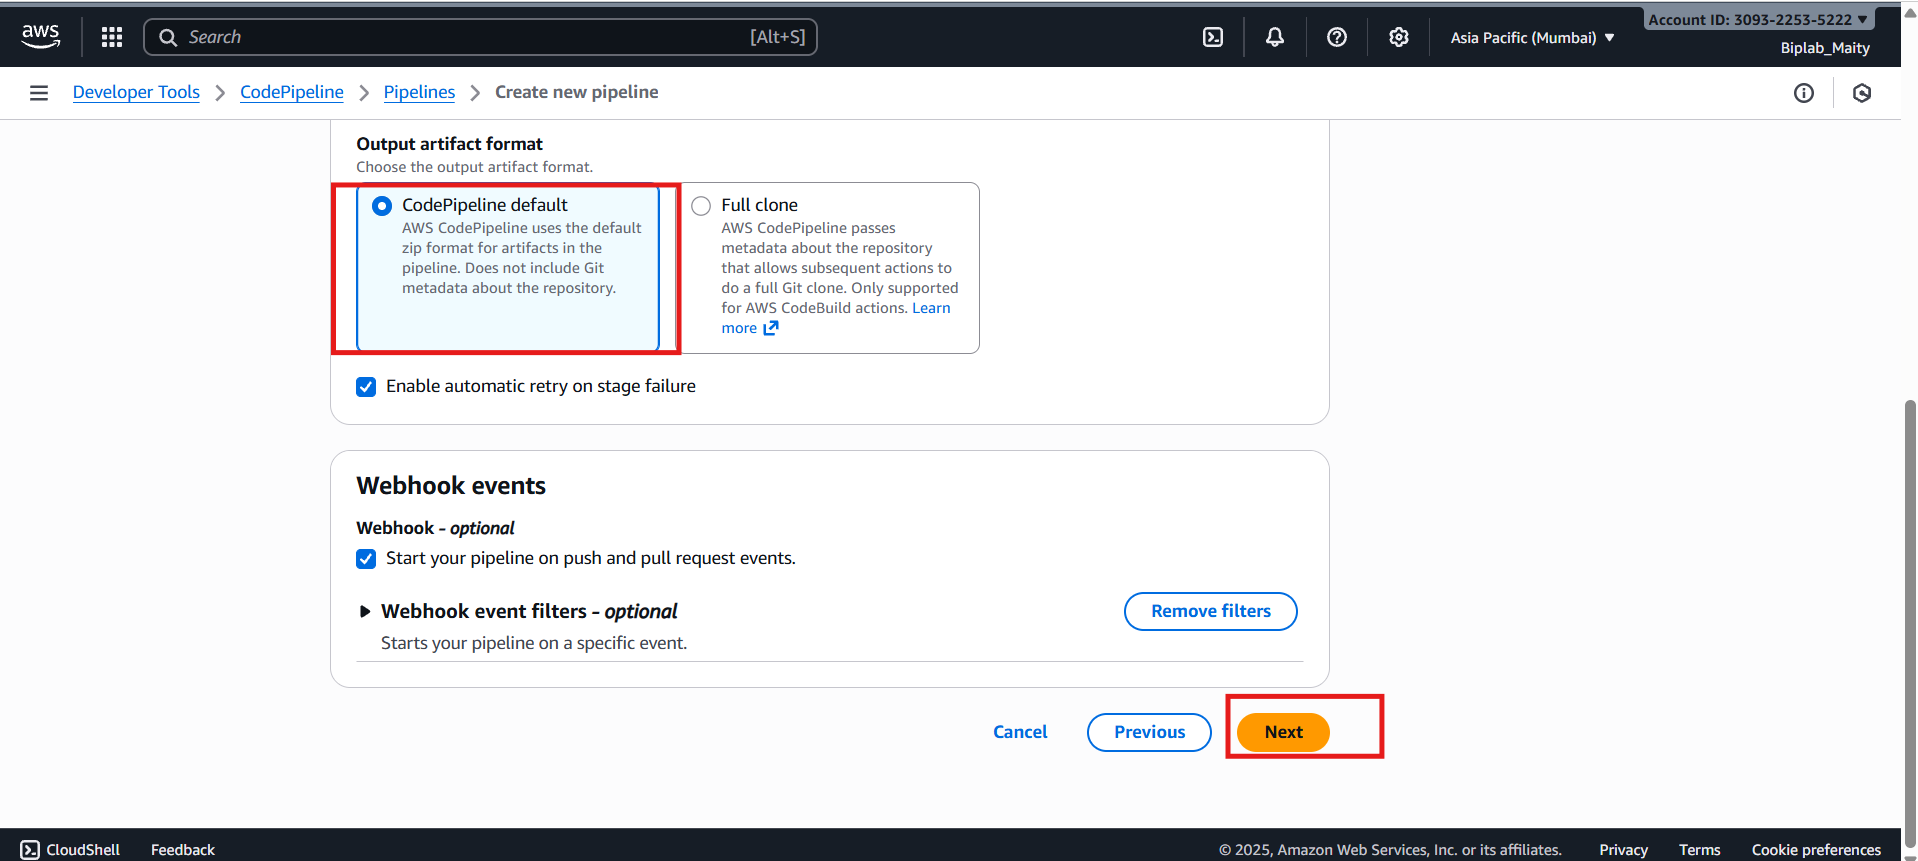 aws
Search
[Alt+S]
Asia Pacific (Mumbai)
Account ID: 3093-2253-5222
Biplab_Maity
Developer Tools
CodePipeline
Pipelines
Create new pipeline
Output artifact format
Choose the output artifact format.
CodePipeline default
AWS CodePipeline uses the default
zip format for artifacts in the
pipeline. Does not include Git
metadata about the repository.
Full clone
AWS CodePipeline passes
metadata about the repository
that allows subsequent actions to
do a full Git clone. Only supported
for AWS CodeBuild actions. Learn
more
Enable automatic retry on stage failure
Webhook events
Webhook - optional
Start your pipeline on push and pull request events.
Webhook event filters - optional
Remove filters
Starts your pipeline on a specific event.
Cancel
Previous
Next
CloudShell
Feedback
© 2025, Amazon Web Services, Inc. or its affiliates.
Privacy
Terms
Cookie preferences